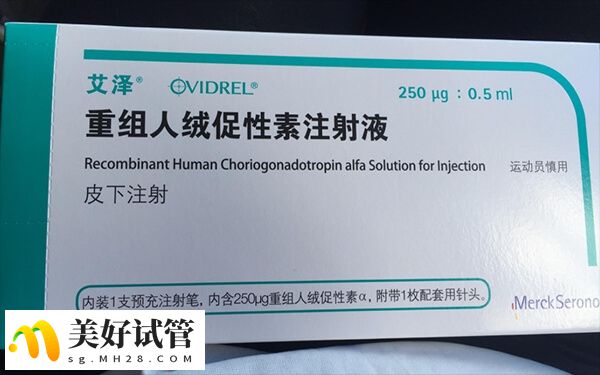 艾泽® OVIDREL® 250 μg : 0.5 ml
重组人绒促性素注射液
Recombinant Human Choriogonadotropin alfa Solution for Injection 运动员慎用
皮下注射
内装1支预充注射笔，内含250μg重组人绒促性素α，附带1枚配套用针头。
MerckSerono
美好试管
sg.MH28.com